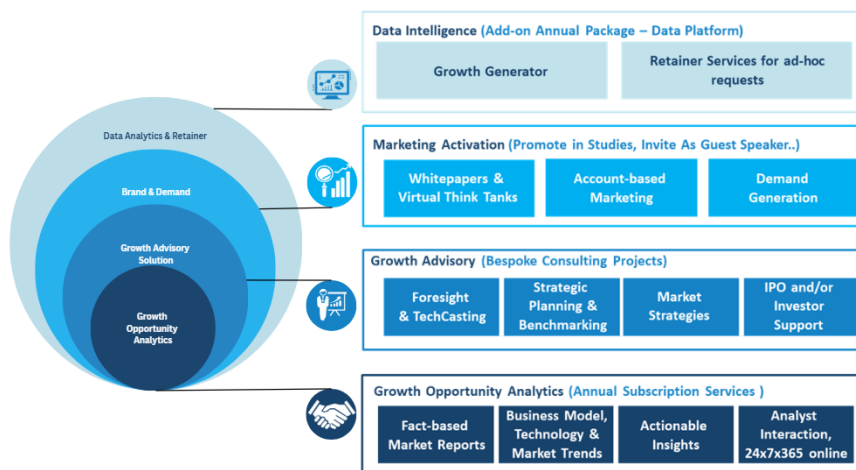 Data Analytics & Retainer
Brand & Demand
Growth Advisory
Solution
Growth
Opportunity
Analytics
Data Intelligence (Add-on Annual Package – Data Platform)
Growth Generator
Retainer Services for ad-hoc
requests
Marketing Activation (Promote in Studies, Invite As Guest Speaker..)
Whitepapers &
Virtual Think Tanks
Account-based
Marketing
Demand
Generation
Growth Advisory (Bespoke Consulting Projects)
Foresight
& TechCasting
Strategic
Planning &
Benchmarking
Market
Strategies
IPO and/or
Investor
Support
Growth Opportunity Analytics (Annual Subscription Services )
Fact-based
Market Reports
Business Model,
Technology &
Market Trends
Actionable
Insights
Analyst
Interaction,
24x7x365 online